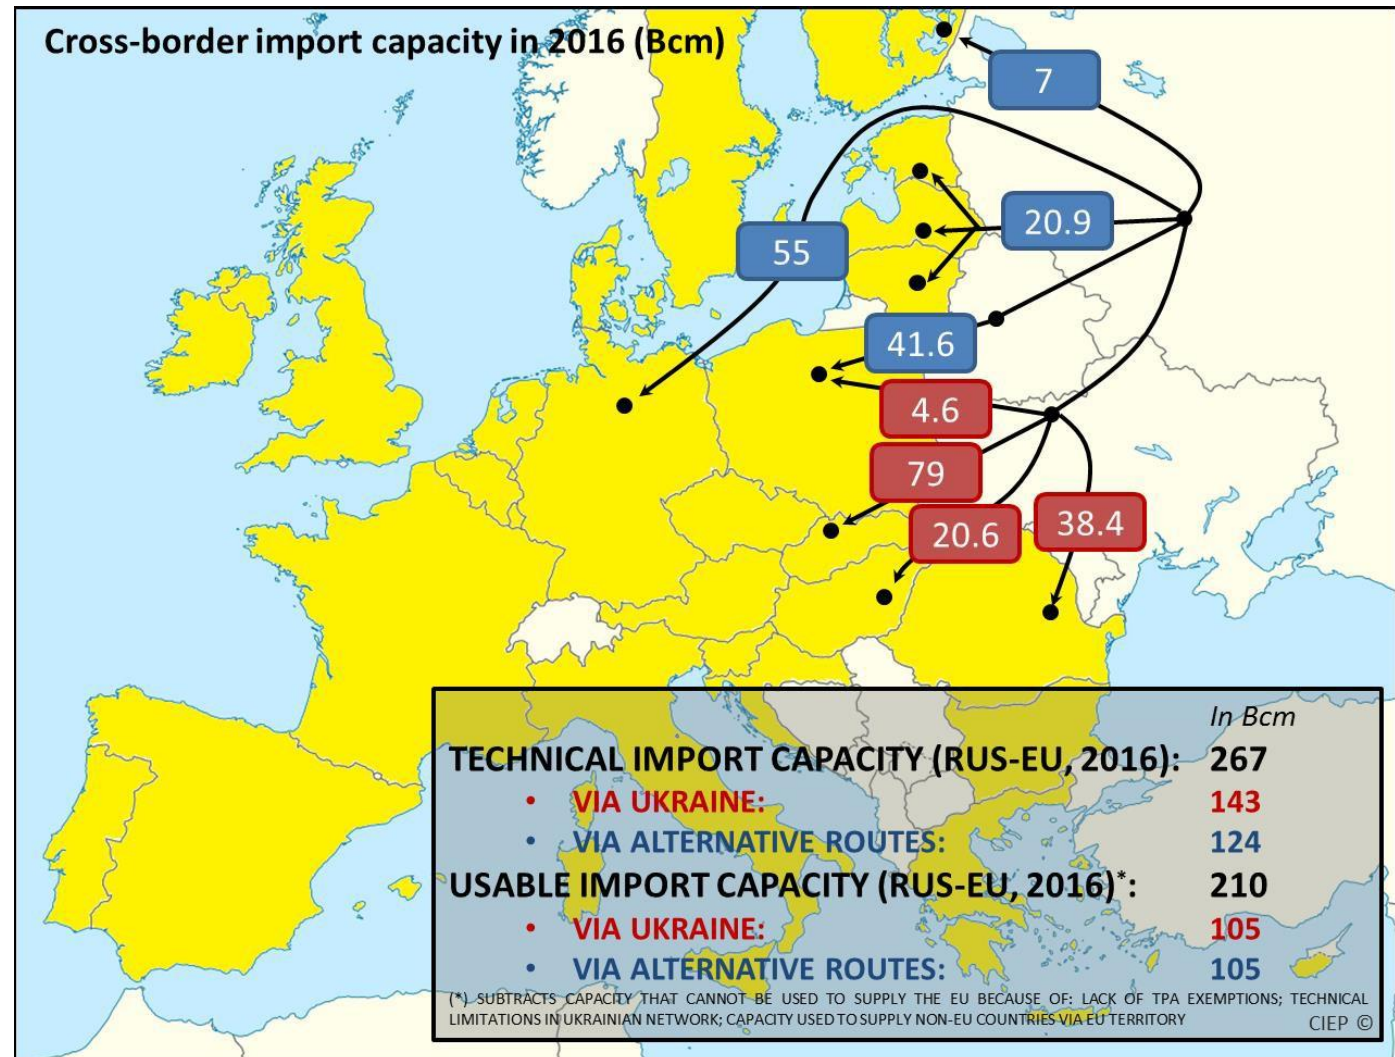 Cross-border import capacity in 2016 (Bcm)
7
20.9
55
41.6
4.6
79
20.6
38.4
In Bcm
TECHNICAL IMPORT CAPACITY (RUS-EU, 2016): 267
• VIA UKRAINE: 143
• VIA ALTERNATIVE ROUTES: 124
USABLE IMPORT CAPACITY (RUS-EU, 2016)*: 210
• VIA UKRAINE: 105
• VIA ALTERNATIVE ROUTES: 105
(*) SUBTRACTS CAPACITY THAT CANNOT BE USED TO SUPPLY THE EU BECAUSE OF: LACK OF TPA EXEMPTIONS; TECHNICAL
LIMITATIONS IN UKRAINIAN NETWORK; CAPACITY USED TO SUPPLY NON-EU COUNTRIES VIA EU TERRITORY
CIEP ©